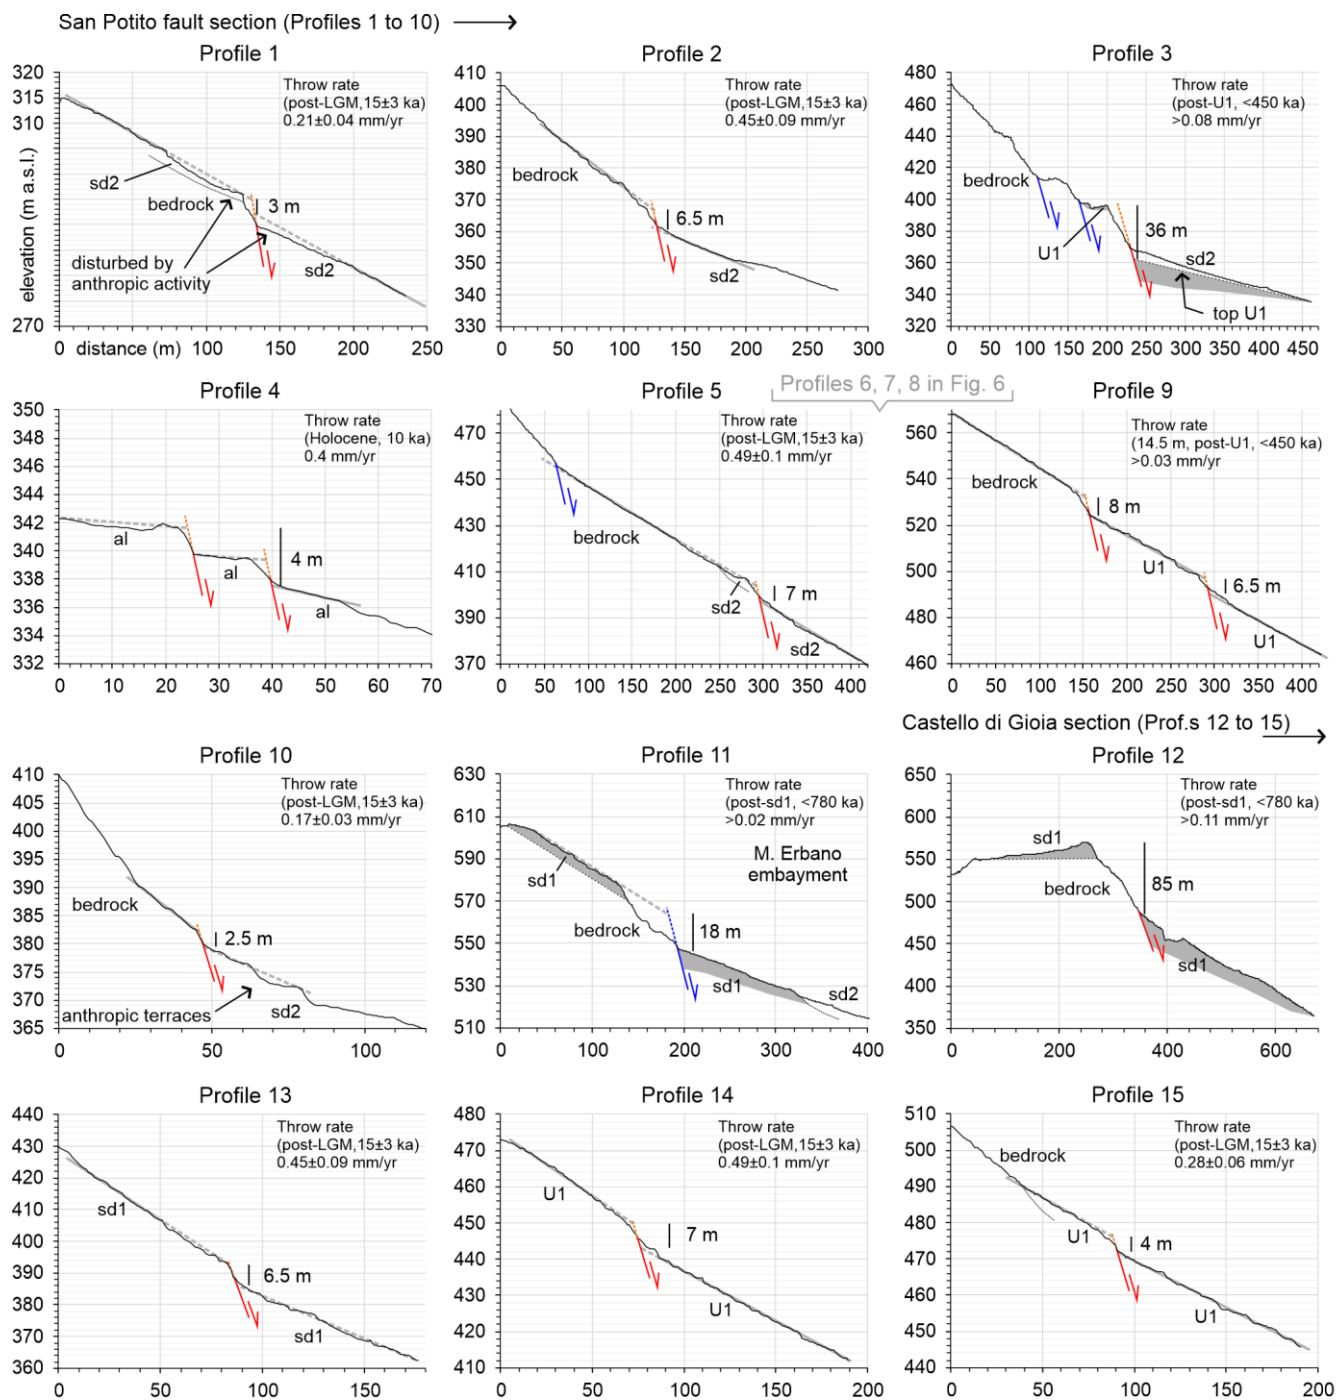 San Potito fault section (Profiles 1 to 10)
Profile 1
320
315
310
270
elevation (m a.s.l.)
Throw rate
(post-LGM,15±3 ka)
0.21±0.04 mm/yr
sd2
bedrock
3 m
disturbed by
anthropic activity
sd2
0 distance (m) 100 150 200 250
Profile 2
410
400
390
380
370
360
350
340
330
Throw rate
(post-LGM,15±3 ka)
0.45±0.09 mm/yr
bedrock
6.5 m
sd2
0 50 100 150 200 250 300
Profile 3
480
460
440
420
400
380
360
340
320
Throw rate
(post-U1, <450 ka)
>0.08 mm/yr
bedrock
U1
36 m
sd2
top U1
0 50 100 150 200 250 300 350 400 450
Profile 4
350
348
346
344
342
340
338
336
334
332
Throw rate
(Holocene, 10 ka)
0.4 mm/yr
al
al
4 m
al
0 10 20 30 40 50 60 70
Profiles 6, 7, 8 in Fig. 6
Profile 5
470
450
430
410
390
370
Throw rate
(post-LGM,15±3 ka)
0.49±0.1 mm/yr
bedrock
sd2
7 m
sd2
0 50 100 150 200 250 300 350 400
Profile 9
560
540
520
500
480
460
Throw rate
(14.5 m, post-U1, <450 ka)
>0.03 mm/yr
bedrock
8 m
U1
6.5 m
U1
0 50 100 150 200 250 300 350 400
Profile 10
410
405
400
395
390
385
380
375
370
365
Throw rate
(post-LGM,15±3 ka)
0.17±0.03 mm/yr
bedrock
2.5 m
anthropic terraces
sd2
0 50 100
Profile 11
630
610
590
570
550
530
510
Throw rate
(post-sd1, <780 ka)
>0.02 mm/yr
M. Erbano
embayment
sd1
bedrock
18 m
sd1
sd2
0 100 200 300 400
Castello di Gioia section (Prof.s 12 to 15)
Profile 12
650
600
550
500
450
400
350
Throw rate
(post-sd1, <780 ka)
>0.11 mm/yr
sd1
bedrock
85 m
sd1
0 200 400 600
Profile 13
440
430
420
410
400
390
380
370
360
Throw rate
(post-LGM,15±3 ka)
0.45±0.09 mm/yr
sd1
6.5 m
sd1
0 50 100 150
Profile 14
480
470
460
450
440
430
420
410
Throw rate
(post-LGM,15±3 ka)
0.49±0.1 mm/yr
U1
7 m
U1
0 50 100 150 200
Profile 15
510
500
490
480
470
460
450
440
Throw rate
(post-LGM,15±3 ka)
0.28±0.06 mm/yr
bedrock
U1
4 m
U1
0 50 100 150 200